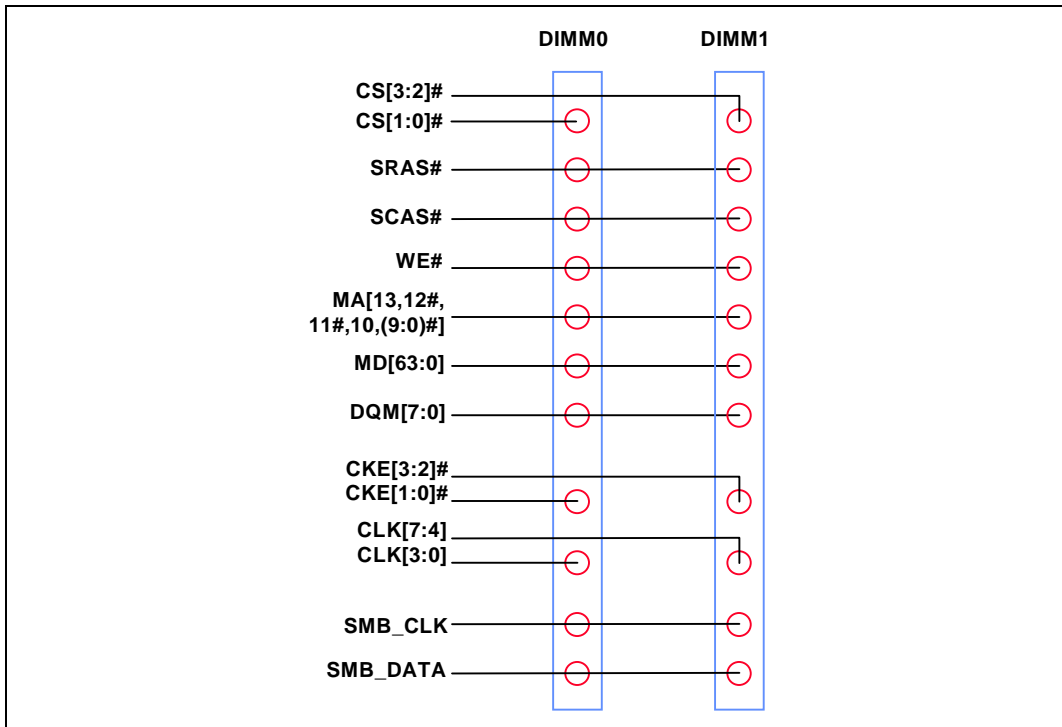 DIMM0 DIMM1
CS[3:2]#
CS[1:0]#
SRAS#
SCAS#
WE#
MA[13,12#,
11#,10,(9:0)#]
MD[63:0]
DQM[7:0]
CKE[3:2]#
CKE[1:0]#
CLK[7:4]
CLK[3:0]
SMB_CLK
SMB_DATA